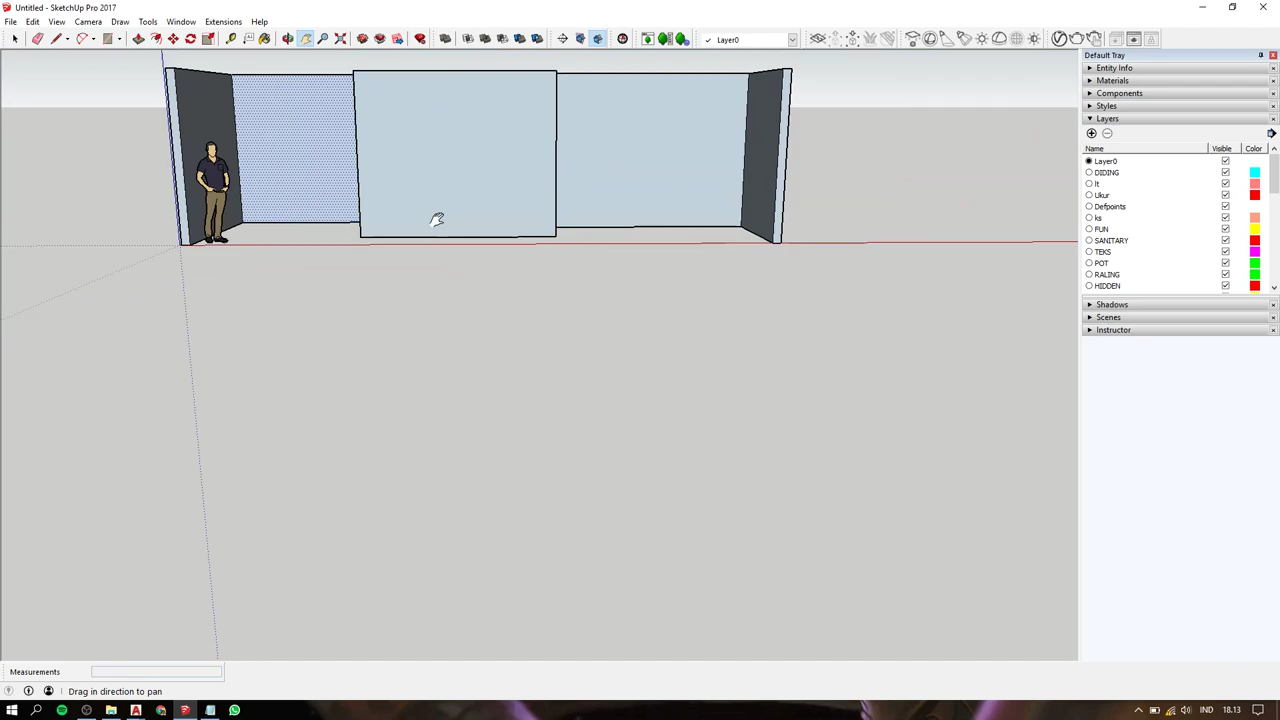 Untitled - SketchUp Pro 2017
File Edit View Camera Draw Tools Window Extensions Help
Layer0
Default Tray
Entity Info
Materials
Components
Styles
Layers
Name Visible Color
Layer0
DIDING
lt
Ukur
Defpoints
ks
FUN
SANITARY
TEKS
POT
RALING
HIDDEN
Shadows
Scenes
Instructor
Measurements
Drag in direction to pan
IND 18.13